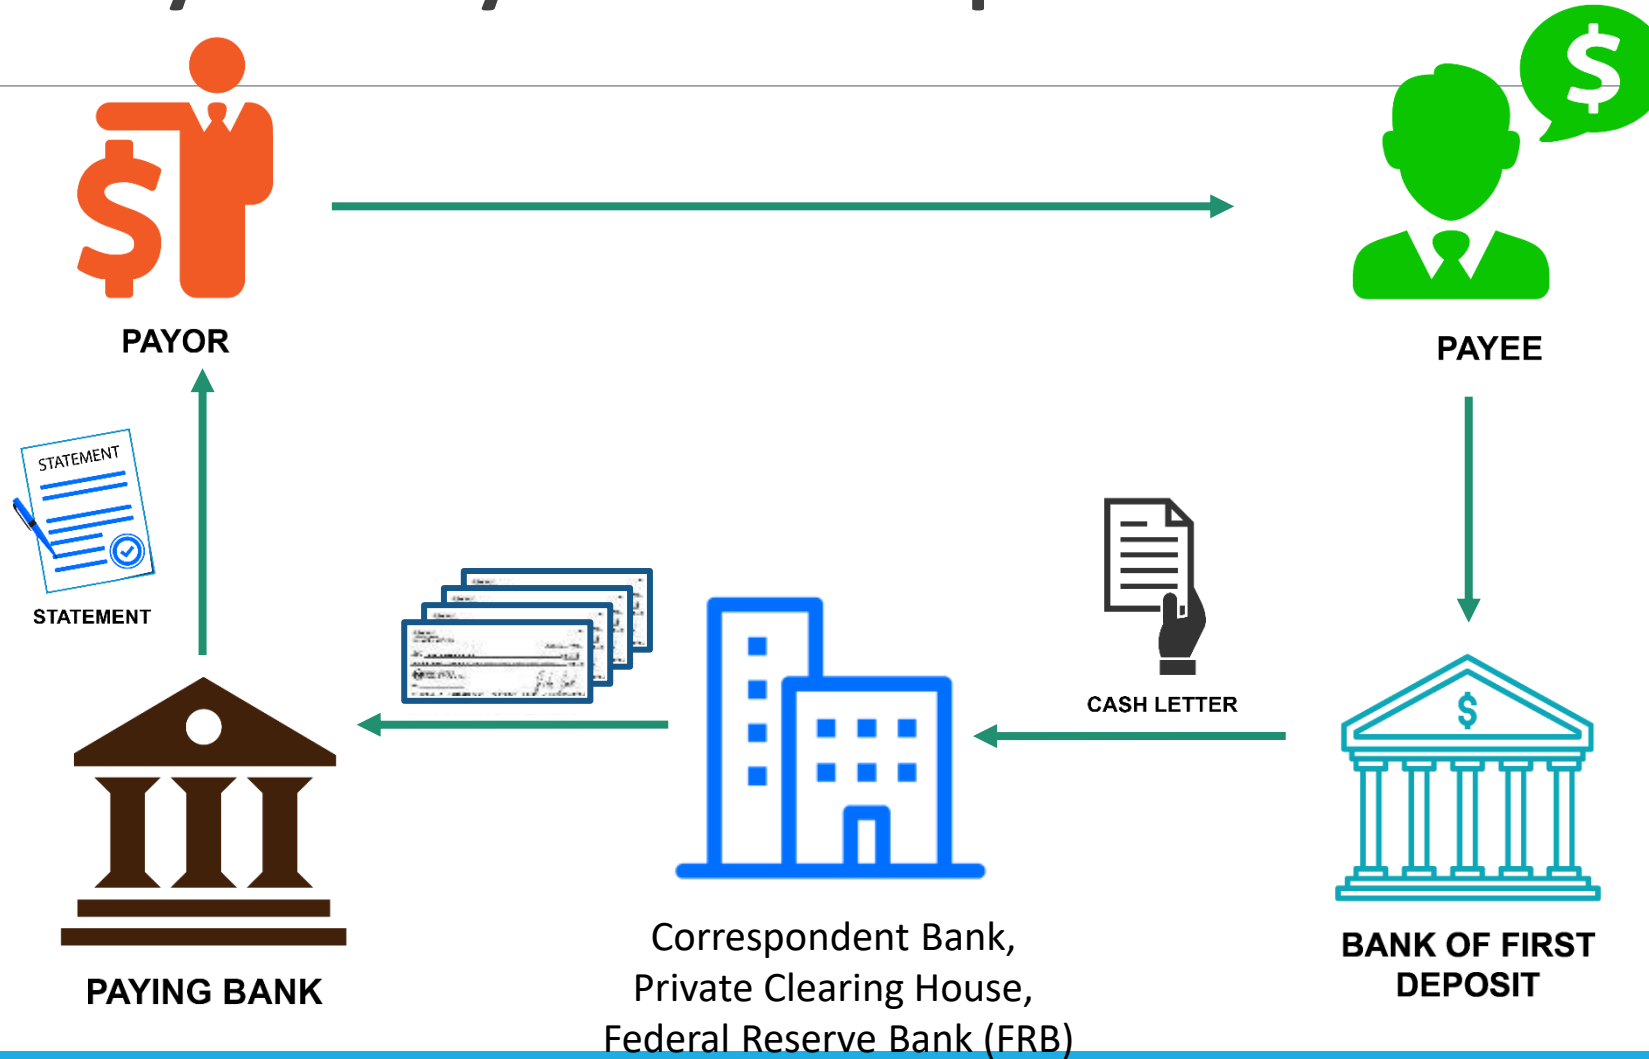 $
$
PAYOR
PAYEE
STATEMENT
STATEMENT
CASH LETTER
$
PAYING BANK
Correspondent Bank,
Private Clearing House,
Federal Reserve Bank (FRB)
BANK OF FIRST
DEPOSIT